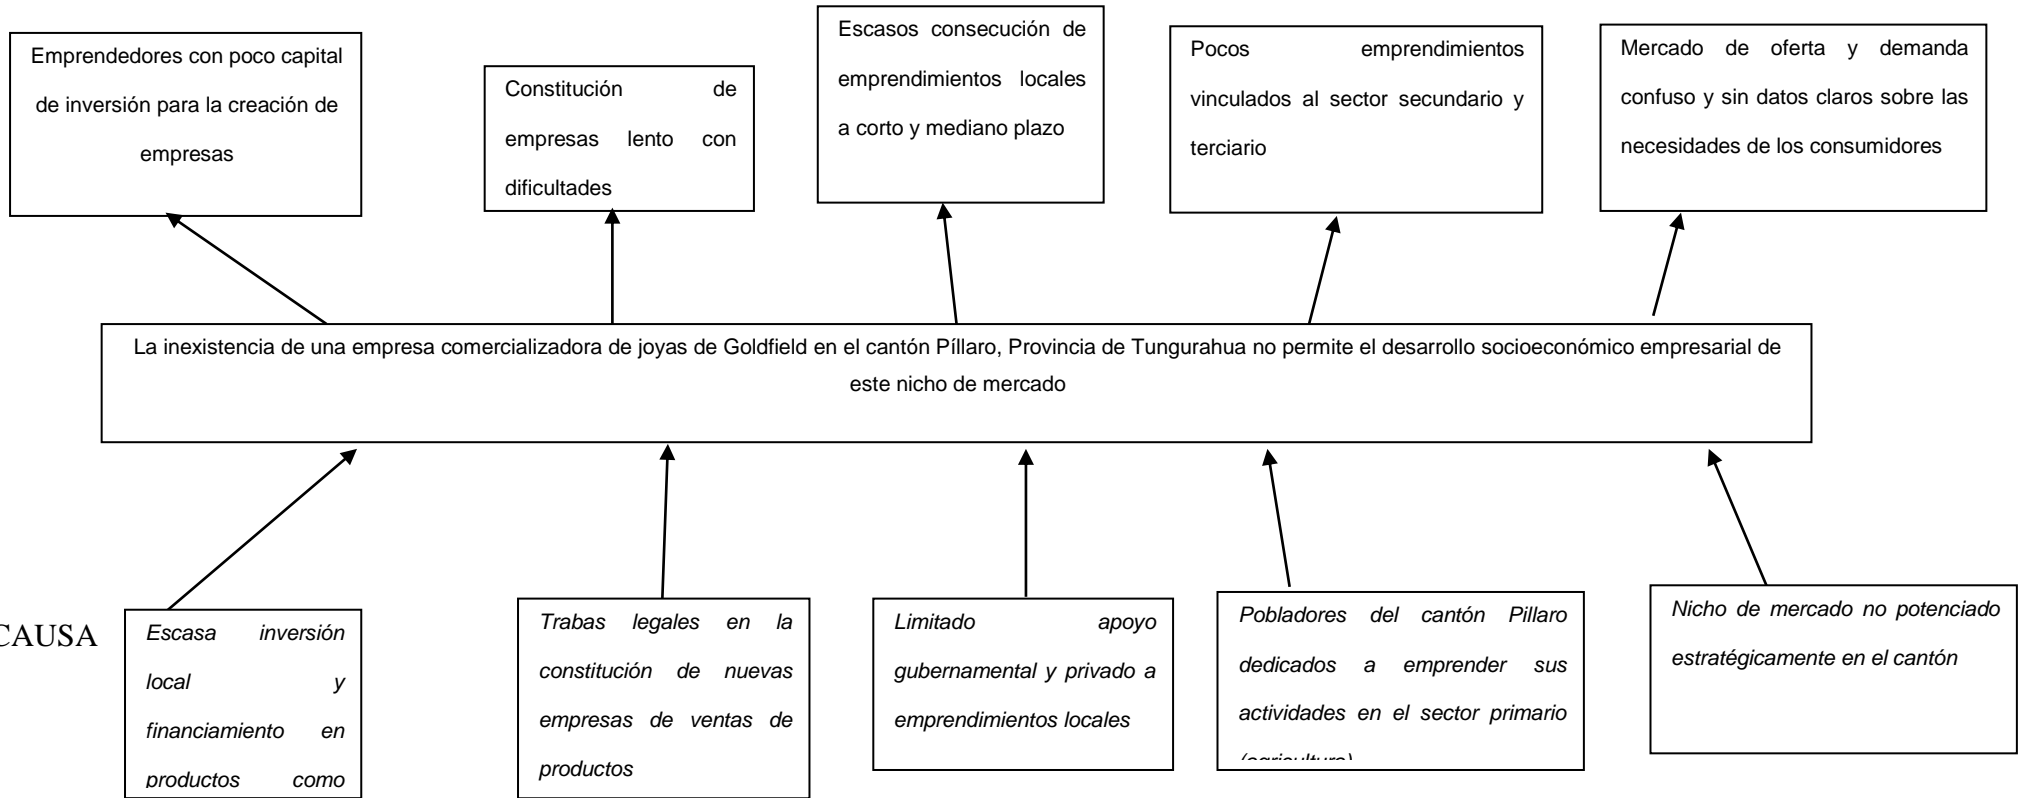 Emprendedores con poco capital
de inversión para la creación de
empresas
Constitución de
empresas lento con
dificultades
Escasos consecución de
emprendimientos locales
a corto y mediano plazo
Pocos emprendimientos
vinculados al sector secundario y
terciario
Mercado de oferta y demanda
confuso y sin datos claros sobre las
necesidades de los consumidores
La inexistencia de una empresa comercializadora de joyas de Goldfield en el cantón Píllaro, Provincia de Tungurahua no permite el desarrollo socioeconómico empresarial de
este nicho de mercado
CAUSA
Escasa inversión
local y
financiamiento en
productos como
Trabas legales en la
constitución de nuevas
empresas de ventas de
productos
Limitado apoyo
gubernamental y privado a
emprendimientos locales
Pobladores del cantón Pillaro
dedicados a emprender sus
actividades en el sector primario
(agricultura)
Nicho de mercado no potenciado
estratégicamente en el cantón